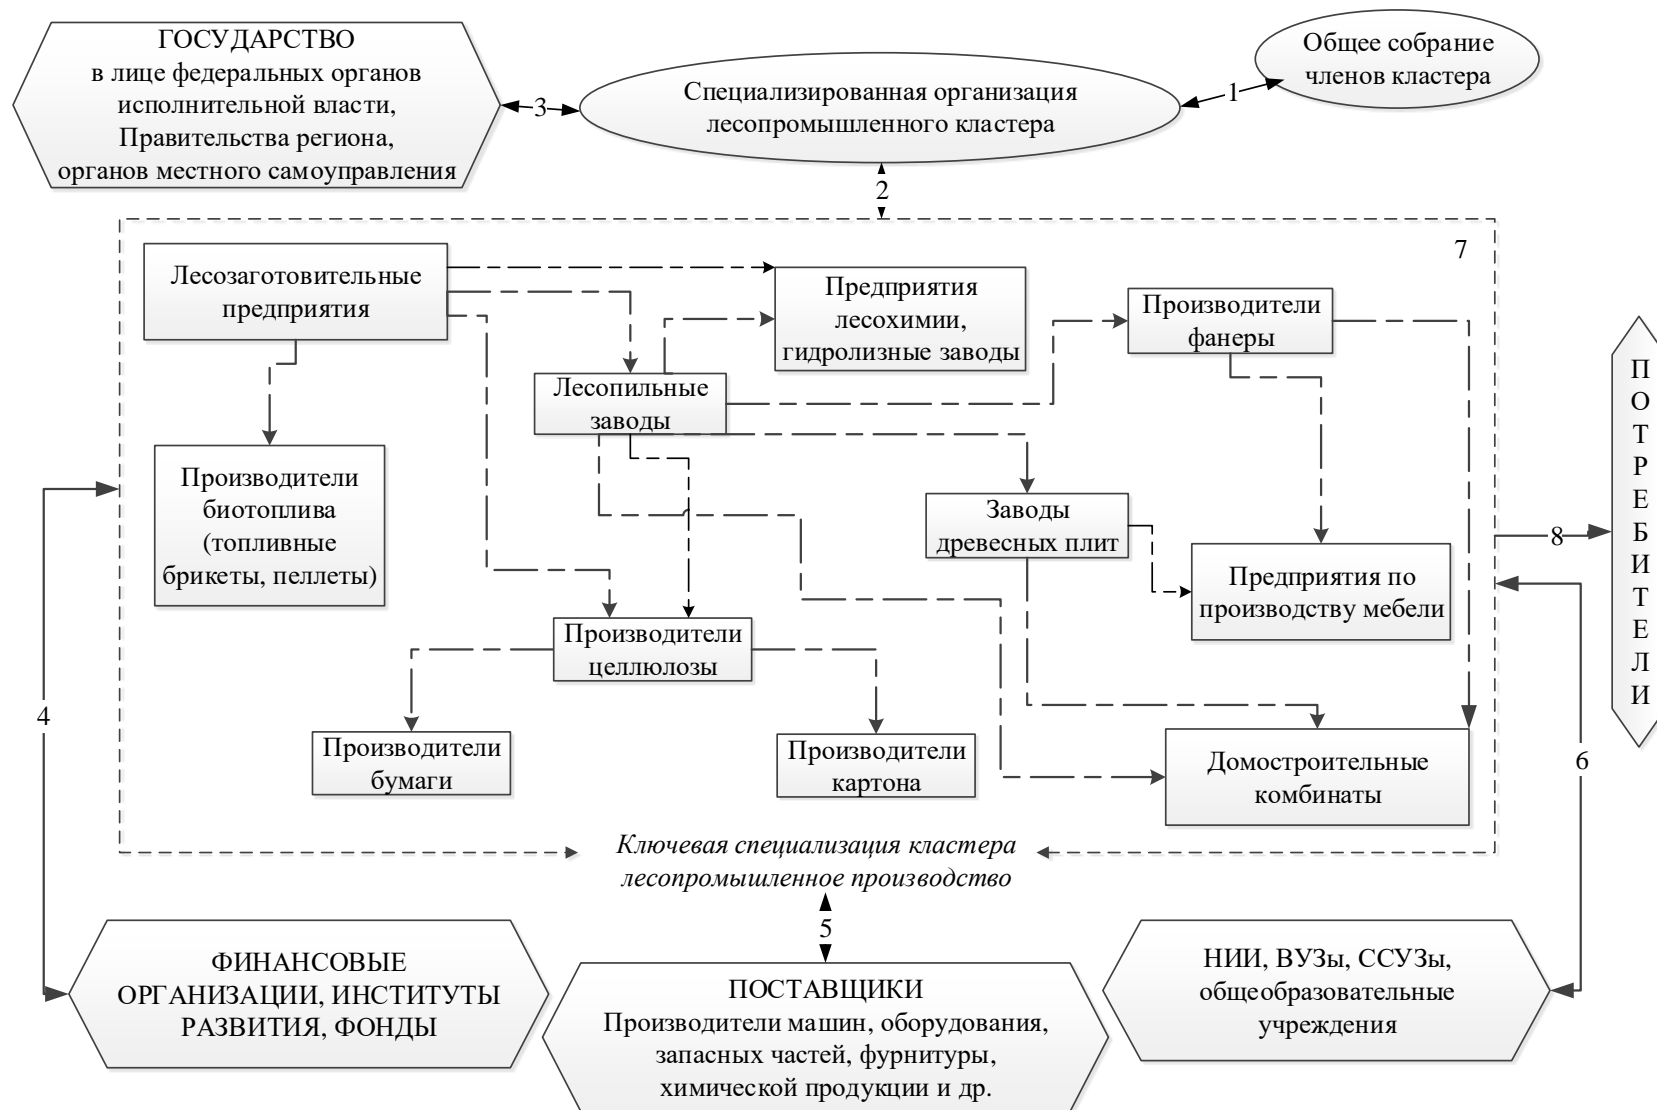 ГОСУДАРСТВО
в лице федеральных органов
исполнительной власти,
Правительства региона,
органов местного самоуправления
3
Специализированная организация
лесопромышленного кластера
1
Общее собрание
членов кластера
2
7
Лесозаготовительные
предприятия
Предприятия
лесохимии,
гидролизные заводы
Производители
фанеры
Лесопильные
заводы
Производители
биотоплива
(топливные
брикеты, пеллеты)
Заводы
древесных плит
Предприятия по
производству мебели
Производители
целлюлозы
Производители
бумаги
Производители
картона
Домостроительные
комбинаты
8
ПОТРЕБИТЕЛИ
4
6
Ключевая специализация кластера
лесопромышленное производство
5
ФИНАНСОВЫЕ
ОРГАНИЗАЦИИ, ИНСТИТУТЫ
РАЗВИТИЯ, ФОНДЫ
ПОСТАВЩИКИ
Производители машин, оборудования,
запасных частей, фурнитуры,
химической продукции и др.
НИИ, ВУЗы, ССУЗы,
общеобразовательные
учреждения